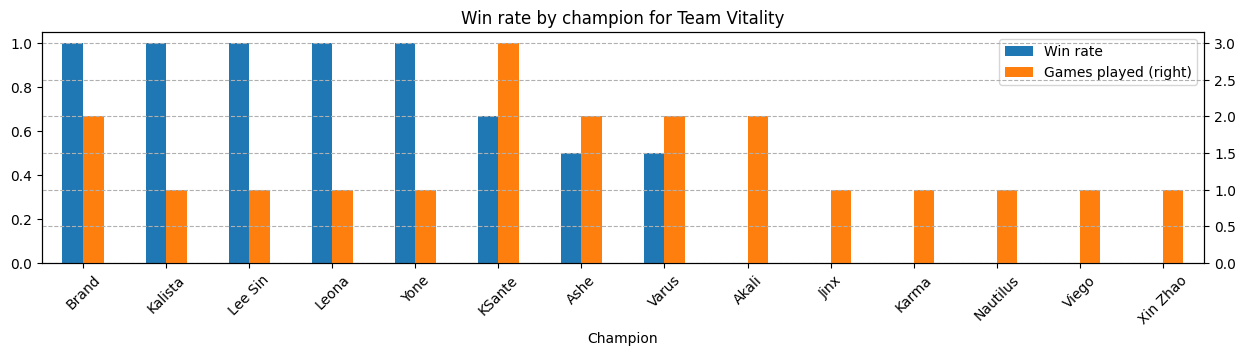 Win rate by champion for Team Vitality
1.0
0.8
0.6
0.4
0.2
0.0
3.0
2.5
2.0
1.5
1.0
0.5
0.0
Win rate
Games played (right)
Brand
Kalista
Lee Sin
Leona
Yone
KSante
Ashe
Varus
Akali
Jinx
Karma
Nautilus
Viego
Xin Zhao
Champion